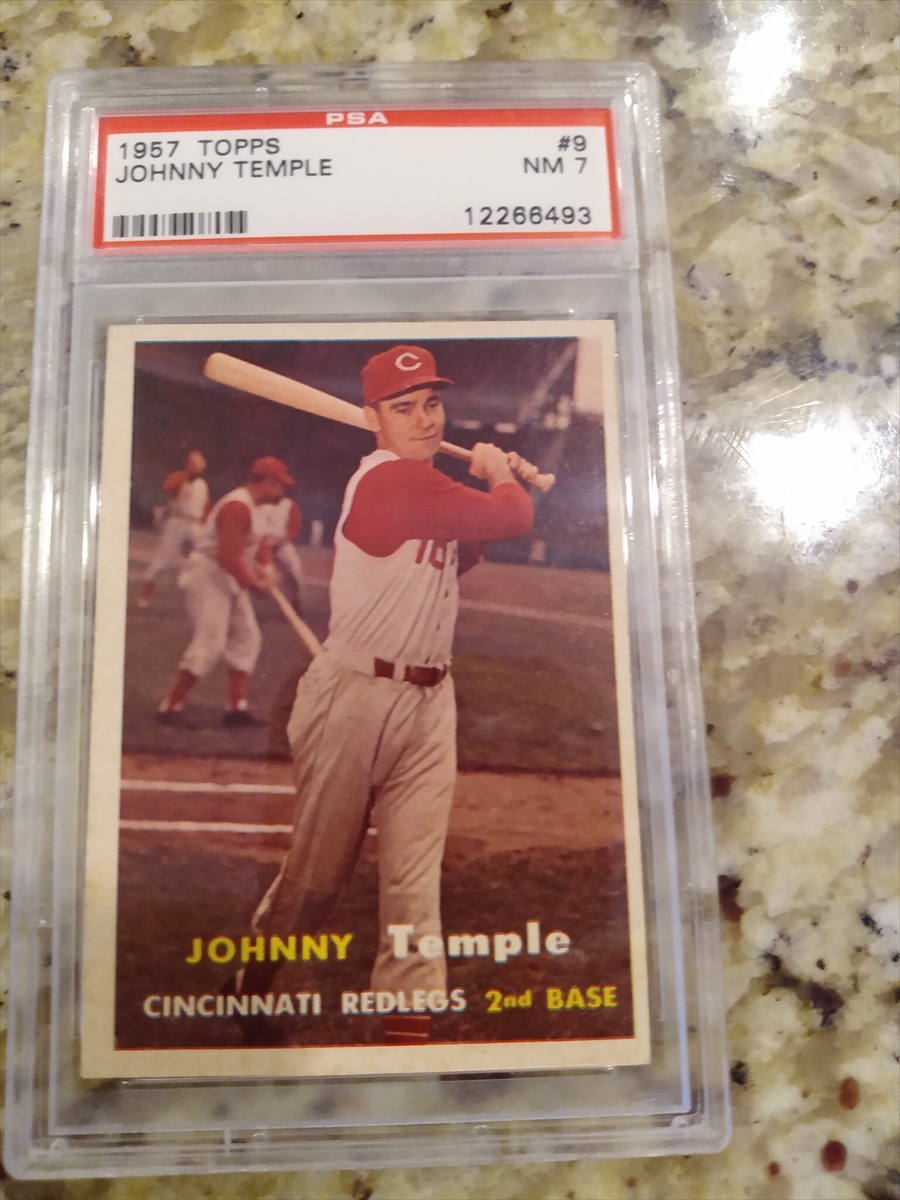 PSA
1957 TOPPS #9
JOHNNY TEMPLE NM 7
12266493
C
JOHNNY Temple
CINCINNATI REDLEGS 2nd BASE